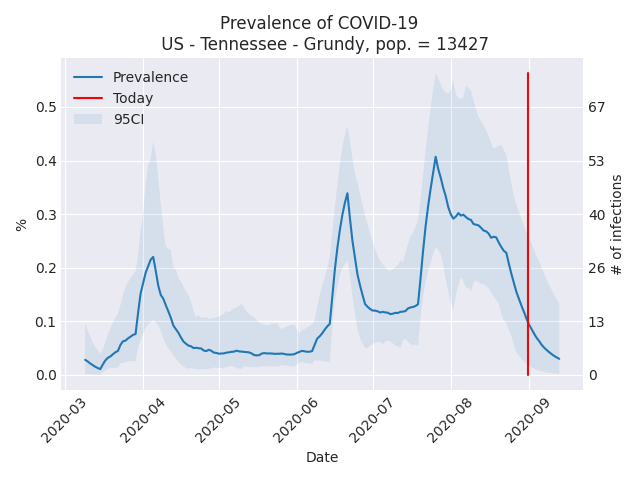 Prevalence of COVID-19
US - Tennessee - Grundy, pop. = 13427
Prevalence
Today
95CI
%
0.5
0.4
0.3
0.2
0.1
0.0
67
53
40
26
13
0
# of infections
2020-03
2020-04
2020-05
2020-06
2020-07
2020-08
2020-09
Date